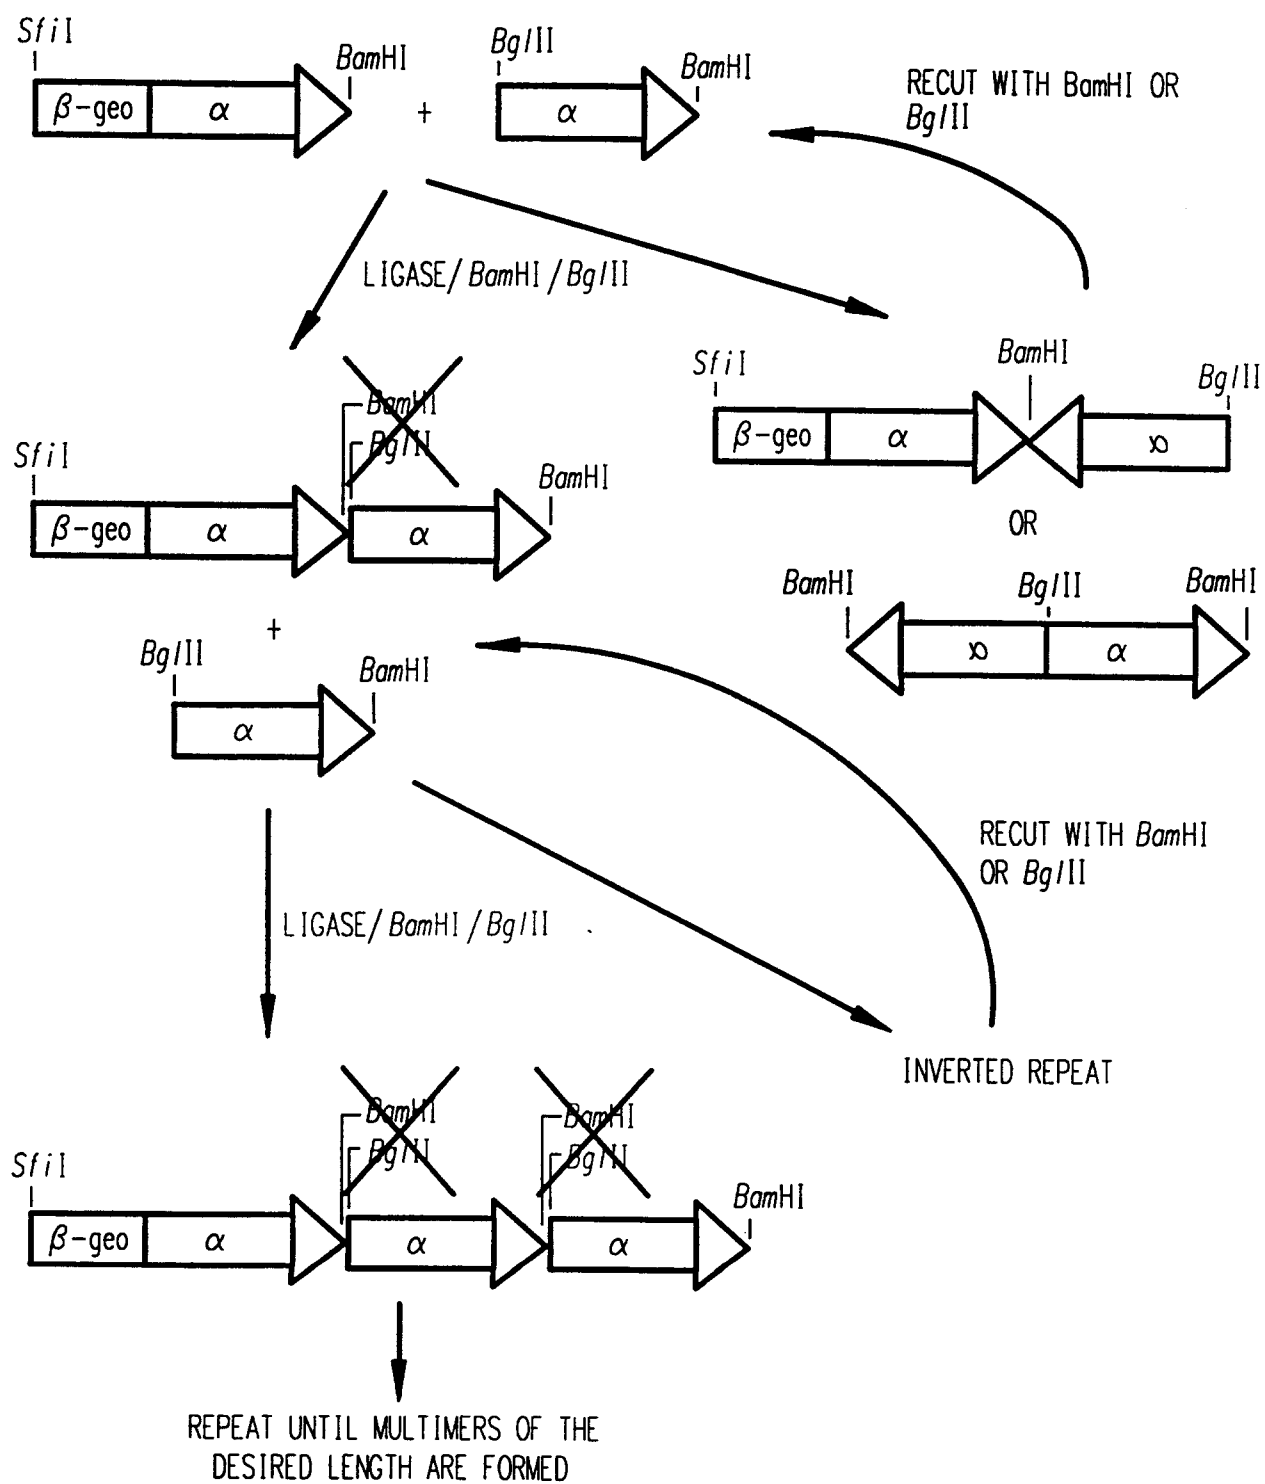 SfiI
BamHI
BglII
BamHI
β-geo
α
+
α
RECUT WITH BamHI OR
BglII
LIGASE/BamHI/BglII
BamHI
BglII
SfiI
BamHI
β-geo
α
α
SfiI
BamHI
BglII
β-geo
α
α
OR
BamHI
BglII
BamHI
α
α
+
BglII
BamHI
α
RECUT WITH BamHI
OR BglII
LIGASE/BamHI/BglII
INVERTED REPEAT
BamHI
BglII
BamHI
BglII
SfiI
BamHI
β-geo
α
α
α
REPEAT UNTIL MULTIMERS OF THE
DESIRED LENGTH ARE FORMED